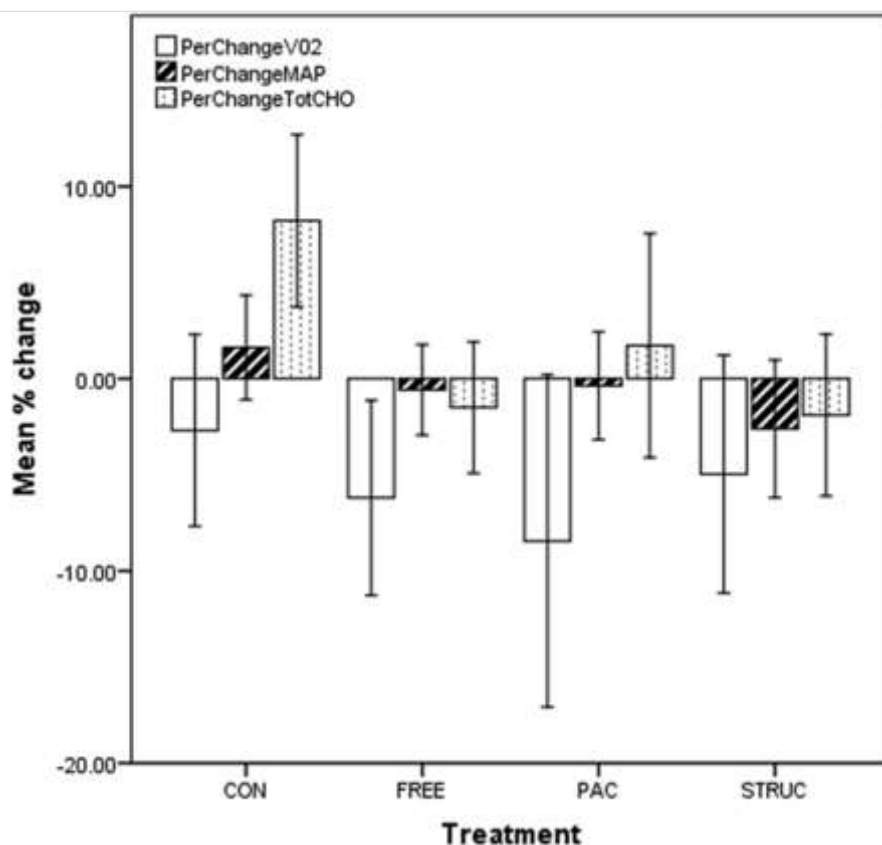 PerChangeV02
PerChangeMAP
PerChangeTotCHO
10.00
0.00
-10.00
-20.00
Mean % change
CON FREE PAC STRUC
Treatment